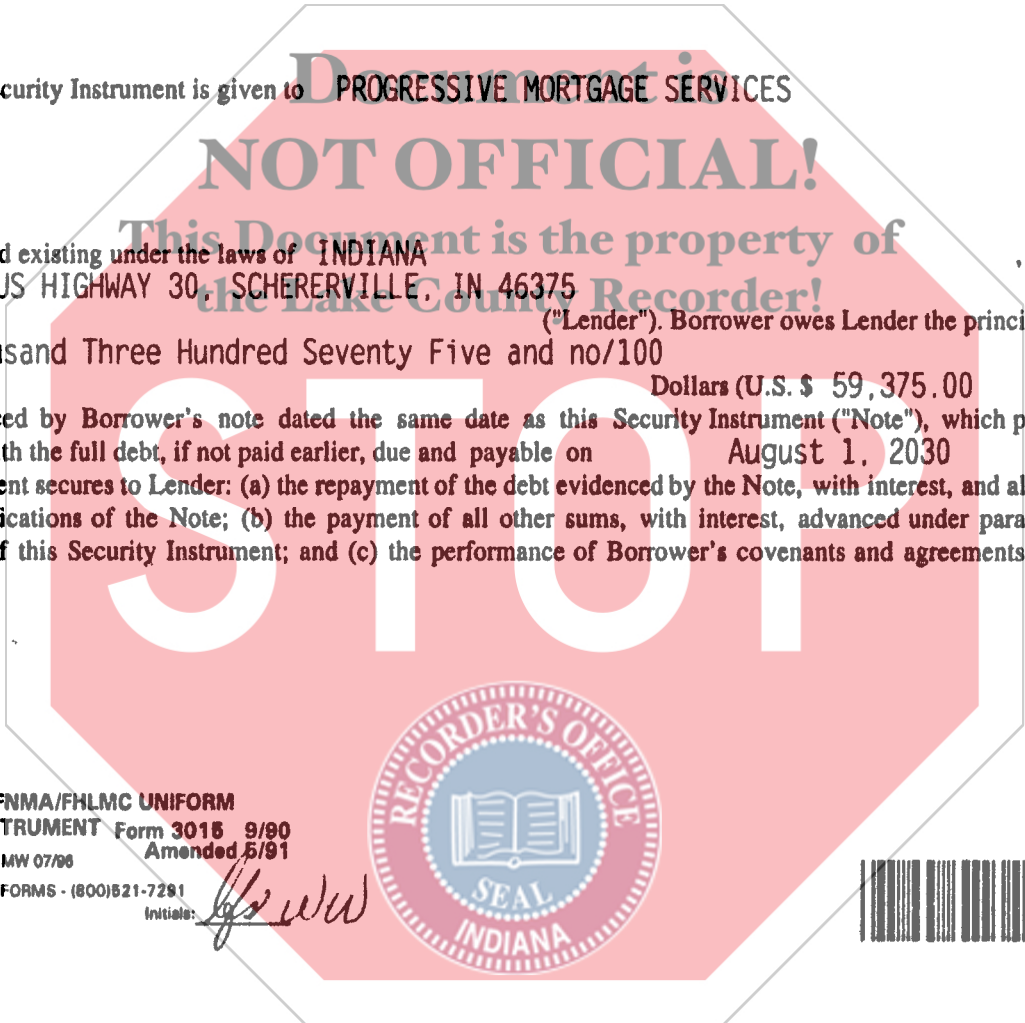 curity Instrument is given to PROGRESSIVE MORTGAGE SERVICES
Document is
NOT OFFICIAL!
This Document is the property of
the Lake County Recorder!
d existing under the laws of INDIANA ,
US HIGHWAY 30, SCHERERVILLE, IN 46375
("Lender"). Borrower owes Lender the princi
sand Three Hundred Seventy Five and no/100
Dollars (U.S. $ 59,375.00
ced by Borrower's note dated the same date as this Security Instrument ("Note"), which p
th the full debt, if not paid earlier, due and payable on August 1, 2030
ent secures to Lender: (a) the repayment of the debt evidenced by the Note, with interest, and al
ications of the Note; (b) the payment of all other sums, with interest, advanced under para
f this Security Instrument; and (c) the performance of Borrower's covenants and agreements
STOP
RECORDER'S OFFICE
SEAL
INDIANA
FNMA/FHLMC UNIFORM
TRUMENT Form 3015 9/90
Amended 5/91
MW 07/96
FORMS - (800)521-7291
Initials: